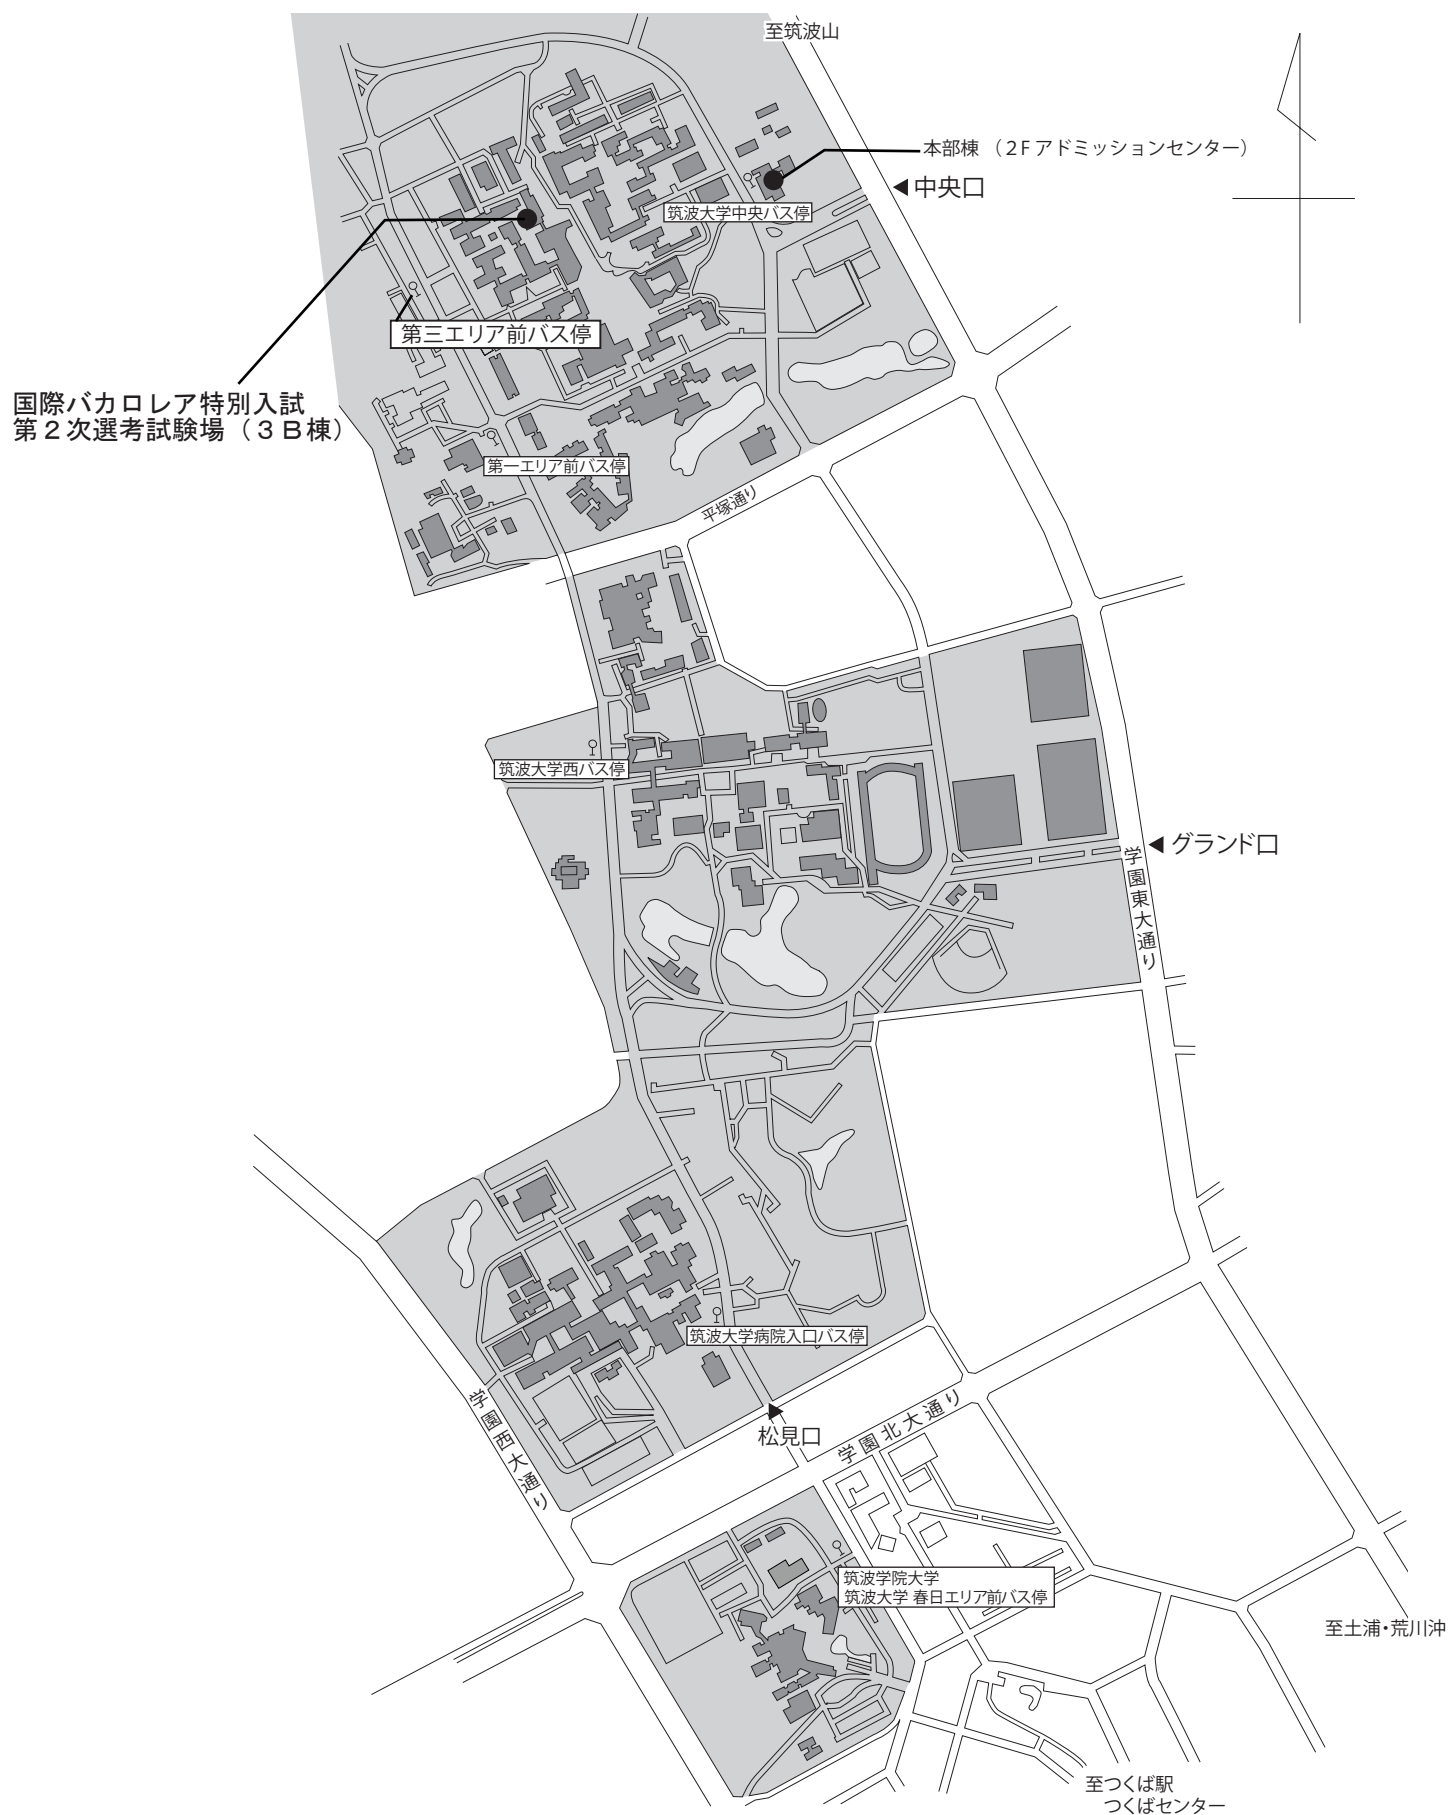 至筑波山
本部棟 （２Ｆ アドミッションセンター）
中央口
筑波大学中央バス停
第三エリア前バス停
国際バカロレア特別入試
第２次選考試験場（３Ｂ棟）
第一エリア前バス停
平塚通り
筑波大学西バス停
グランド口
学園東大通り
筑波大学病院入口バス停
学園西大通り
松見口
学園北大通り
筑波学院大学
筑波大学 春日エリア前バス停
至土浦・荒川沖
至つくば駅
つくばセンター